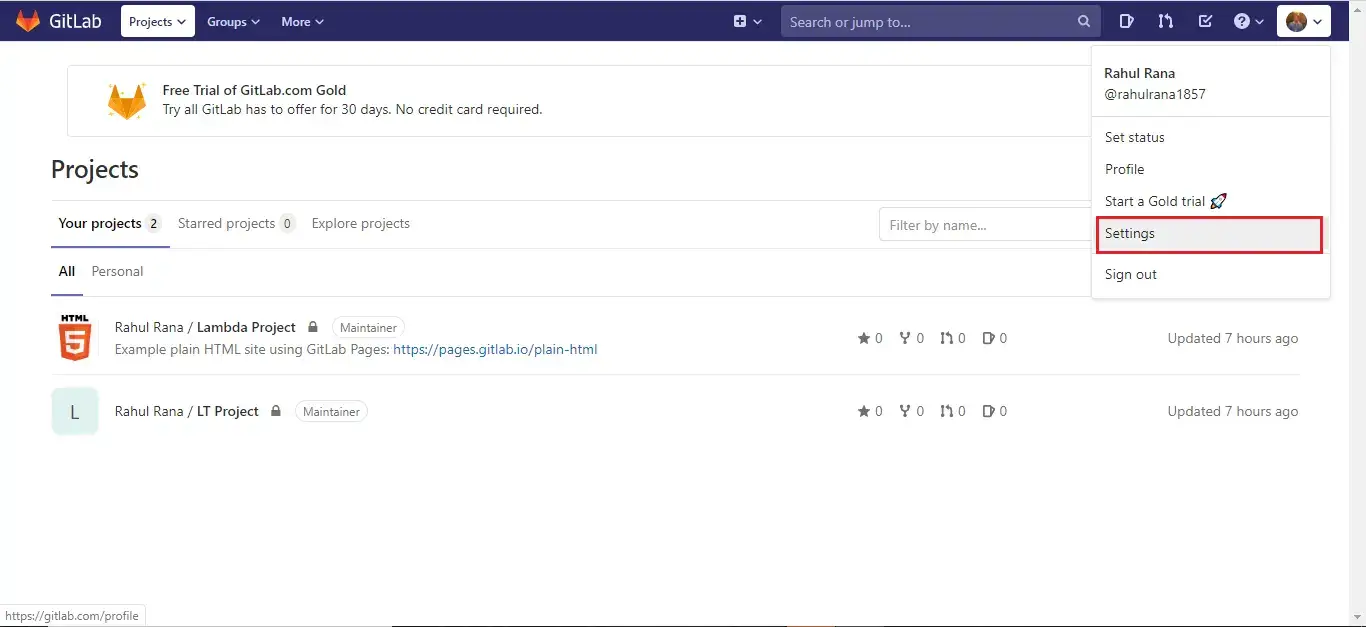 GitLab Projects Groups More Search or jump to...
Rahul Rana
@rahulrana1857
Set status
Profile
Start a Gold trial 🚀
Settings
Sign out
Free Trial of GitLab.com Gold
Try all GitLab has to offer for 30 days. No credit card required.
Projects
Your projects 2 Starred projects 0 Explore projects Filter by name...
All Personal
HTML
5
Rahul Rana / Lambda Project Maintainer
Example plain HTML site using GitLab Pages: https://pages.gitlab.io/plain-html
0 0 0 0 Updated 7 hours ago
L Rahul Rana / LT Project Maintainer 0 0 0 0 Updated 7 hours ago
https://gitlab.com/profile